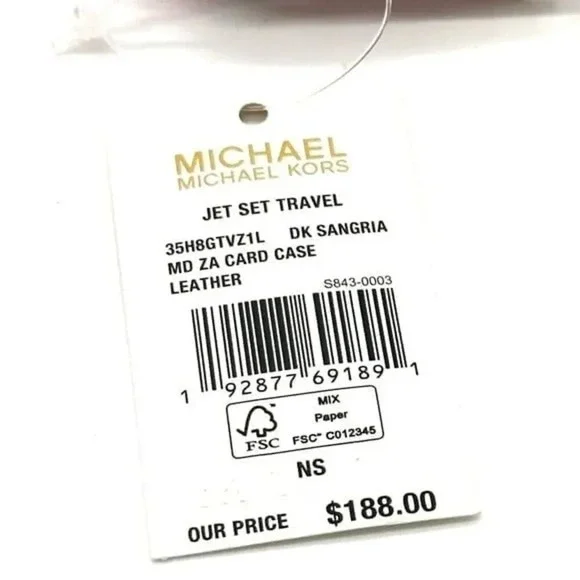 MICHAEL
MICHAEL KORS
JET SET TRAVEL
35H8GTVZ1L DK SANGRIA
MD ZA CARD CASE
LEATHER
S843-0003
1 92877 69189 1
FSC
MIX
Paper
FSC™ C012345
NS
OUR PRICE $188.00